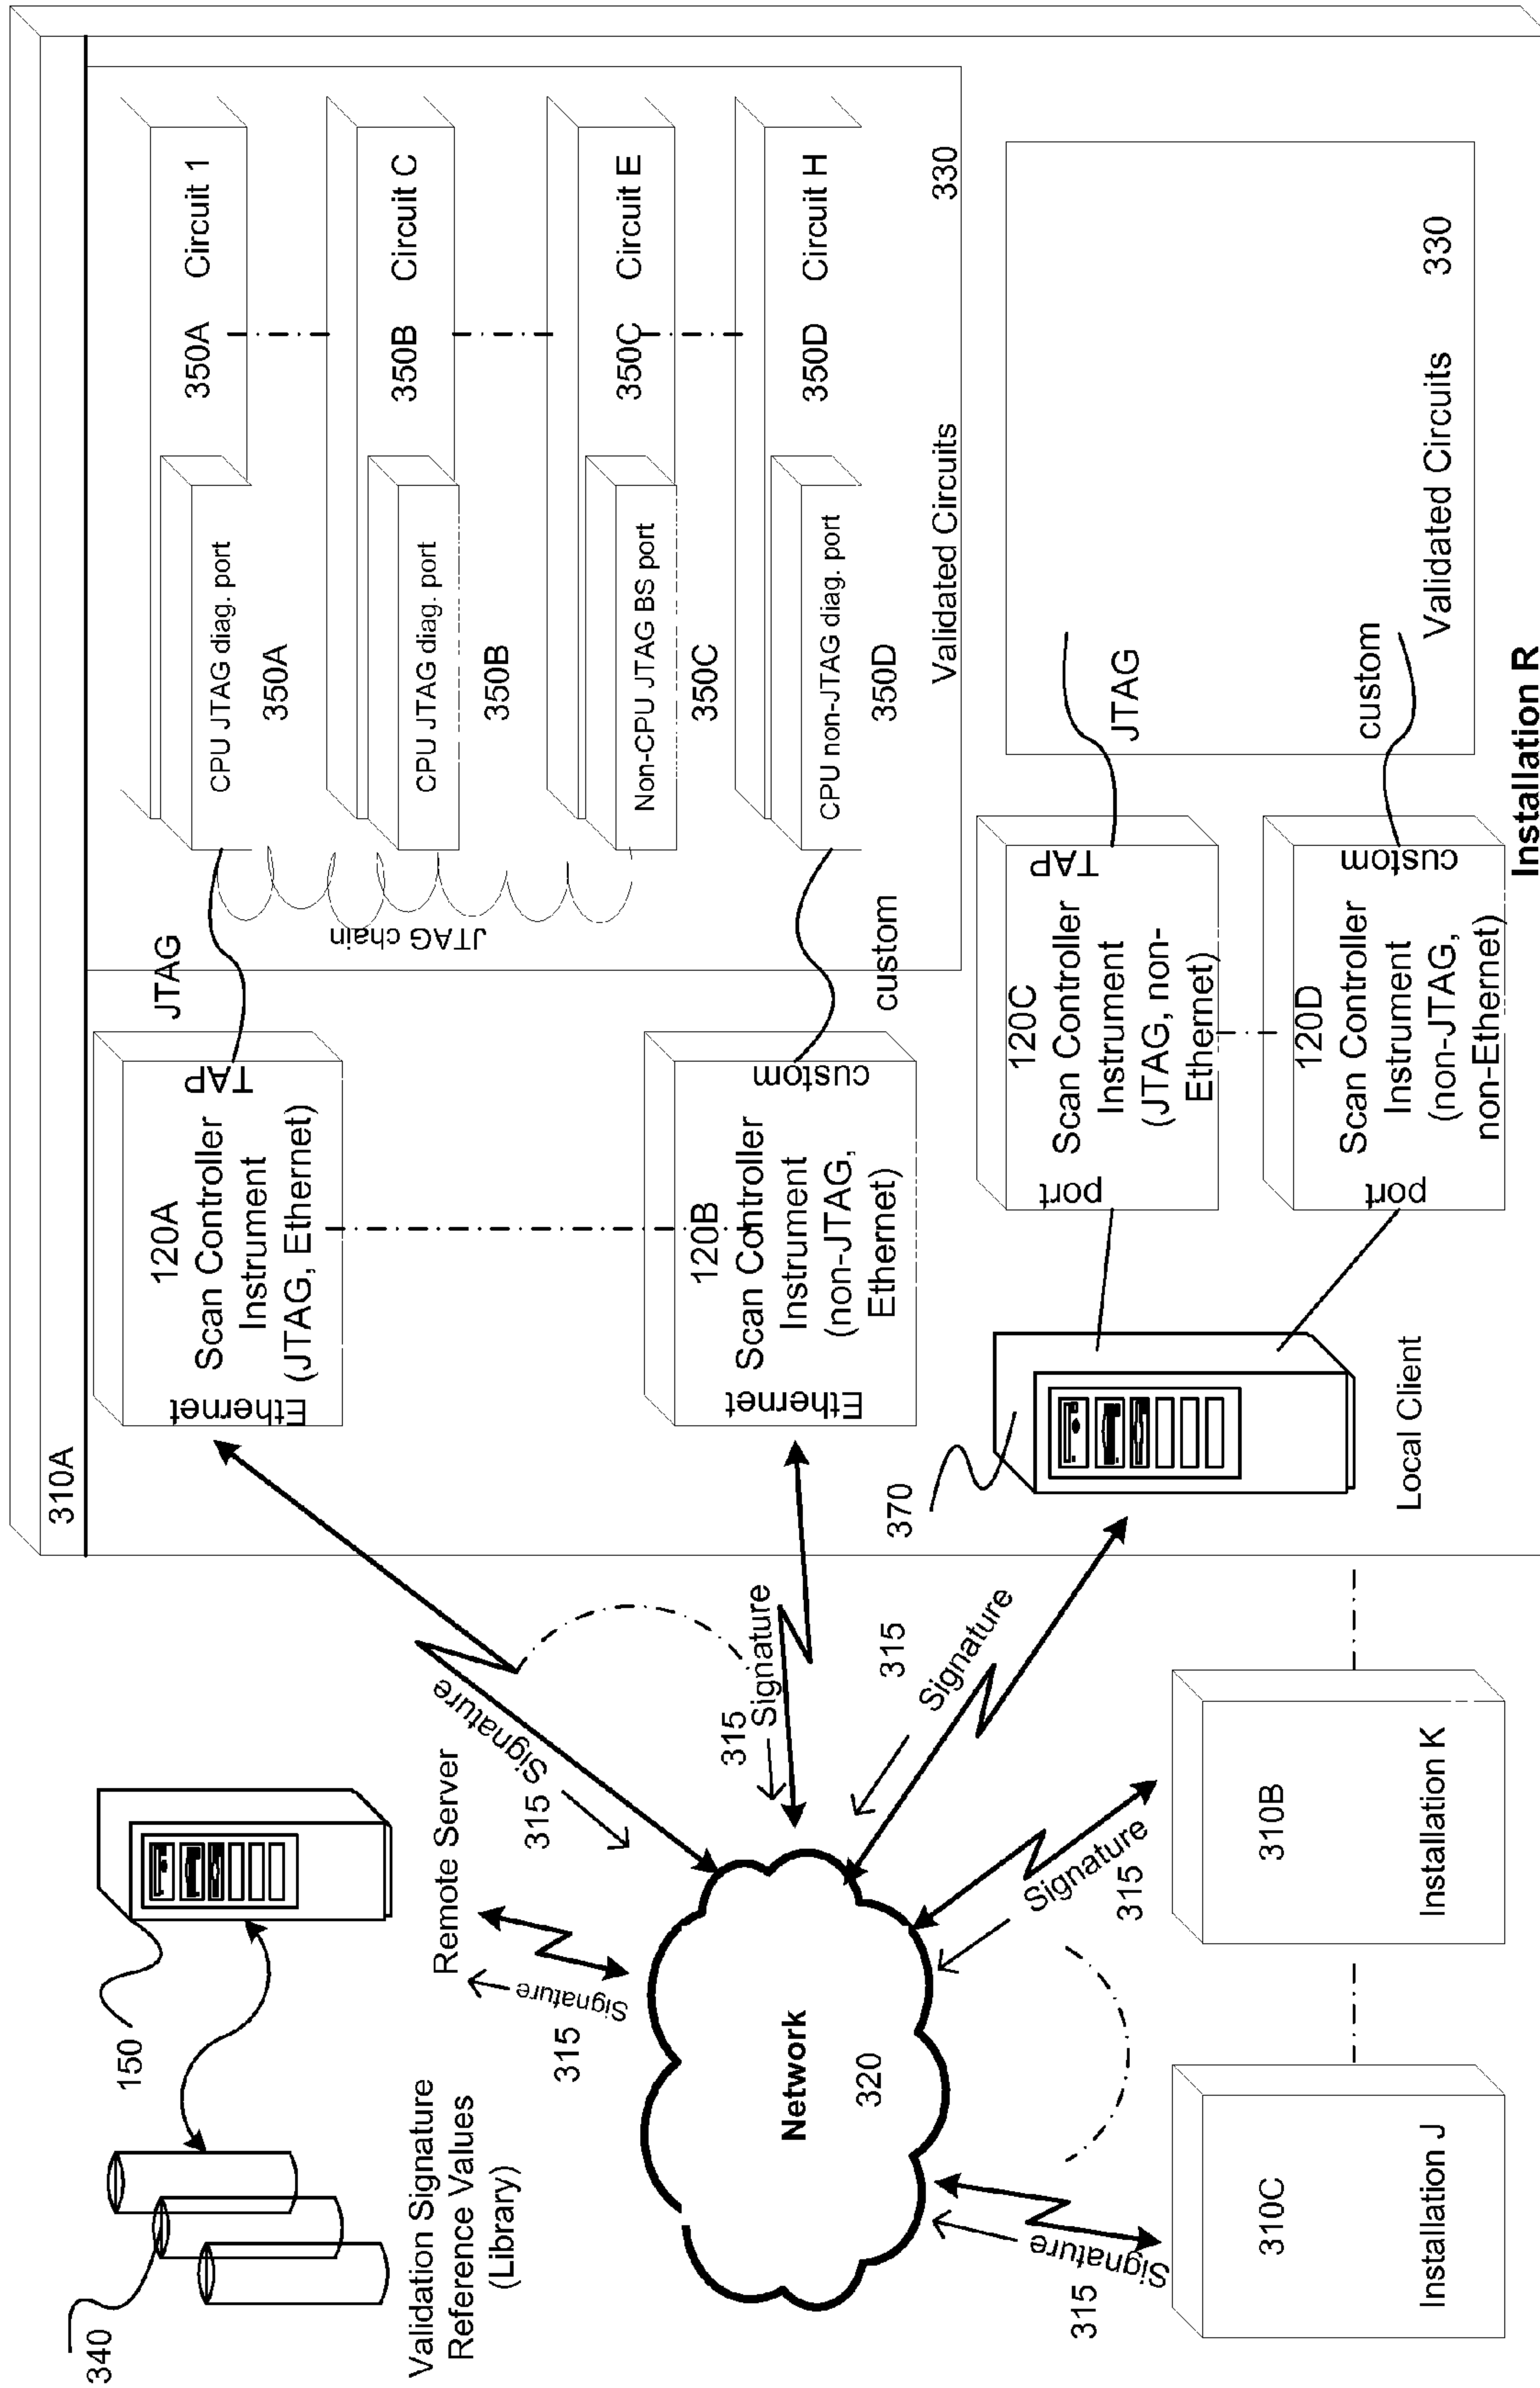 340
Validation Signature
Reference Values
(Library)
150
Remote Server
315
Signature
Network
320
315
Signature
315
Signature
315
Signature
315
Signature
315
Signature
310C
Installation J
310B
Installation K
310A
Ethernet
120A
Scan Controller
Instrument
(JTAG, Ethernet)
TAP
JTAG
JTAG chain
Ethernet
120B
Scan Controller
Instrument
(non-JTAG,
Ethernet)
custom
custom
CPU JTAG diag. port
350A
350A Circuit 1
CPU JTAG diag. port
350B
350B Circuit C
Non-CPU JTAG BS port
350C
350C Circuit E
CPU non-JTAG diag. port
350D
350D Circuit H
Validated Circuits 330
370
Local Client
port
120C
Scan Controller
Instrument
(JTAG, non-
Ethernet)
TAP
JTAG
port
120D
Scan Controller
Instrument
(non-JTAG,
non-Ethernet)
custom
custom
Validated Circuits 330
Installation R